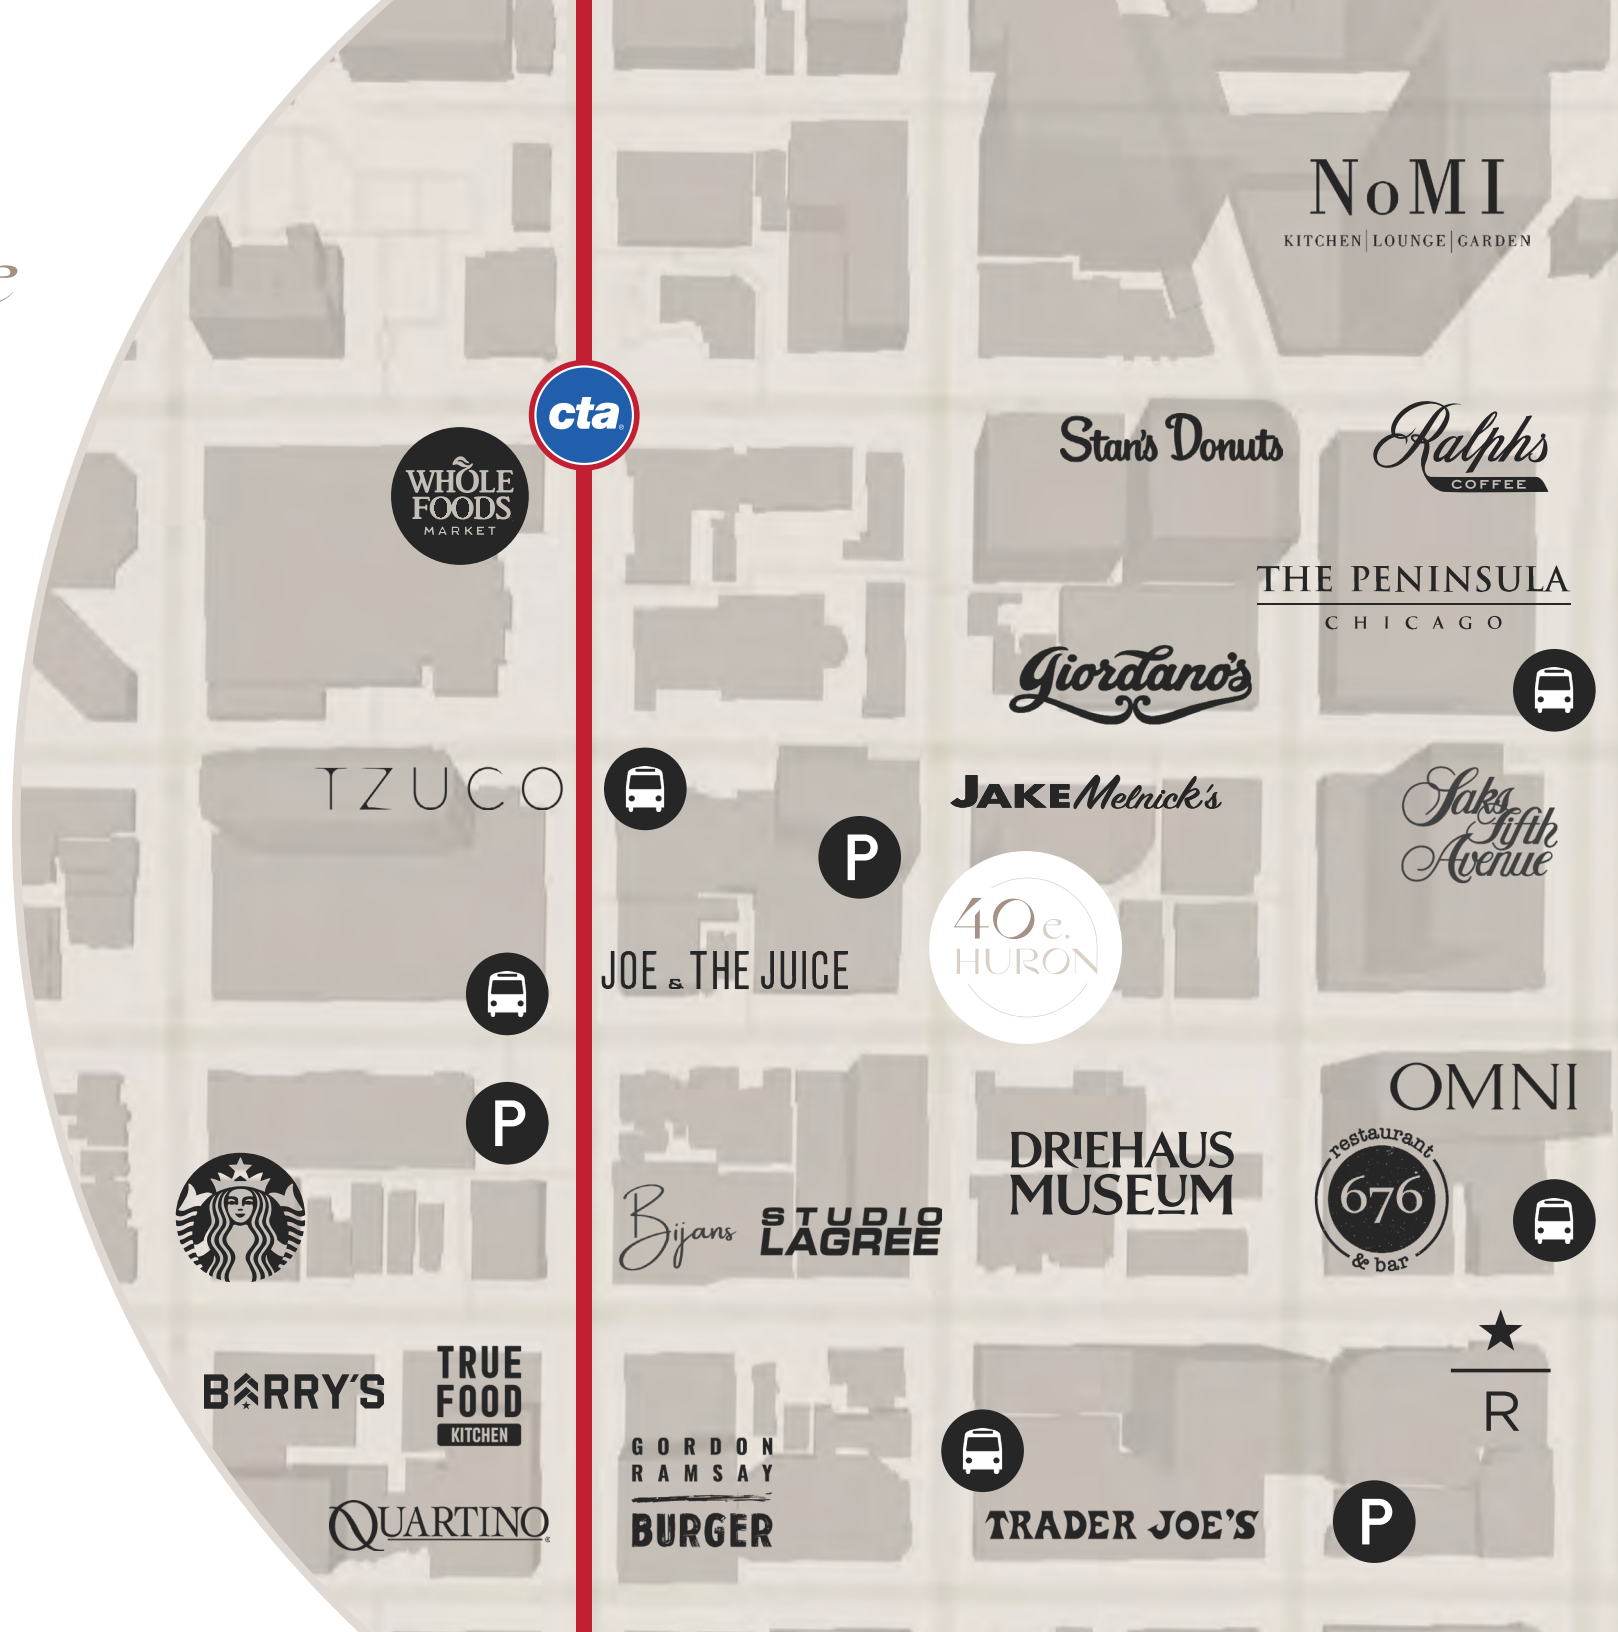 NoMI
KITCHEN|LOUNGE|GARDEN
e
cta
WHOLE
FOODS
MARKET
Stan's Donuts
Ralphs
COFFEE
THE PENINSULA
CHICAGO
Giordano's
TZUCO
JAKE Melnick's
Saks
Fifth
Avenue
P
40 e.
HURON
JOE & THE JUICE
OMNI
P
restaurant
676
& bar
DRIEHAUS
MUSEUM
Bijans
STUDIO
LAGREE
BARRY'S
TRUE
FOOD
KITCHEN
R
GORDON
RAMSAY
BURGER
QUARTINO
TRADER JOE'S
P